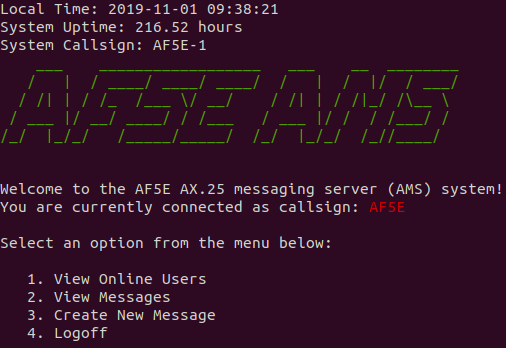 Local Time: 2019-11-01 09:38:21
System Uptime: 216.52 hours
System Callsign: AF5E-1
AF5E AMS
Welcome to the AF5E AX.25 messaging server (AMS) system!
You are currently connected as callsign: AF5E
Select an option from the menu below:
1. View Online Users
2. View Messages
3. Create New Message
4. Logoff